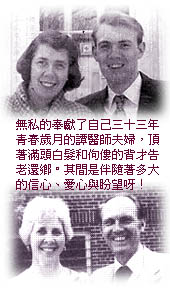 無私的奉獻了自己三十三年
青春歲月的譚醫師夫婦，頂
著滿頭白髮和佝僂的背才告
老還鄉。其間是伴隨著多大
的信心、愛心與盼望呀！